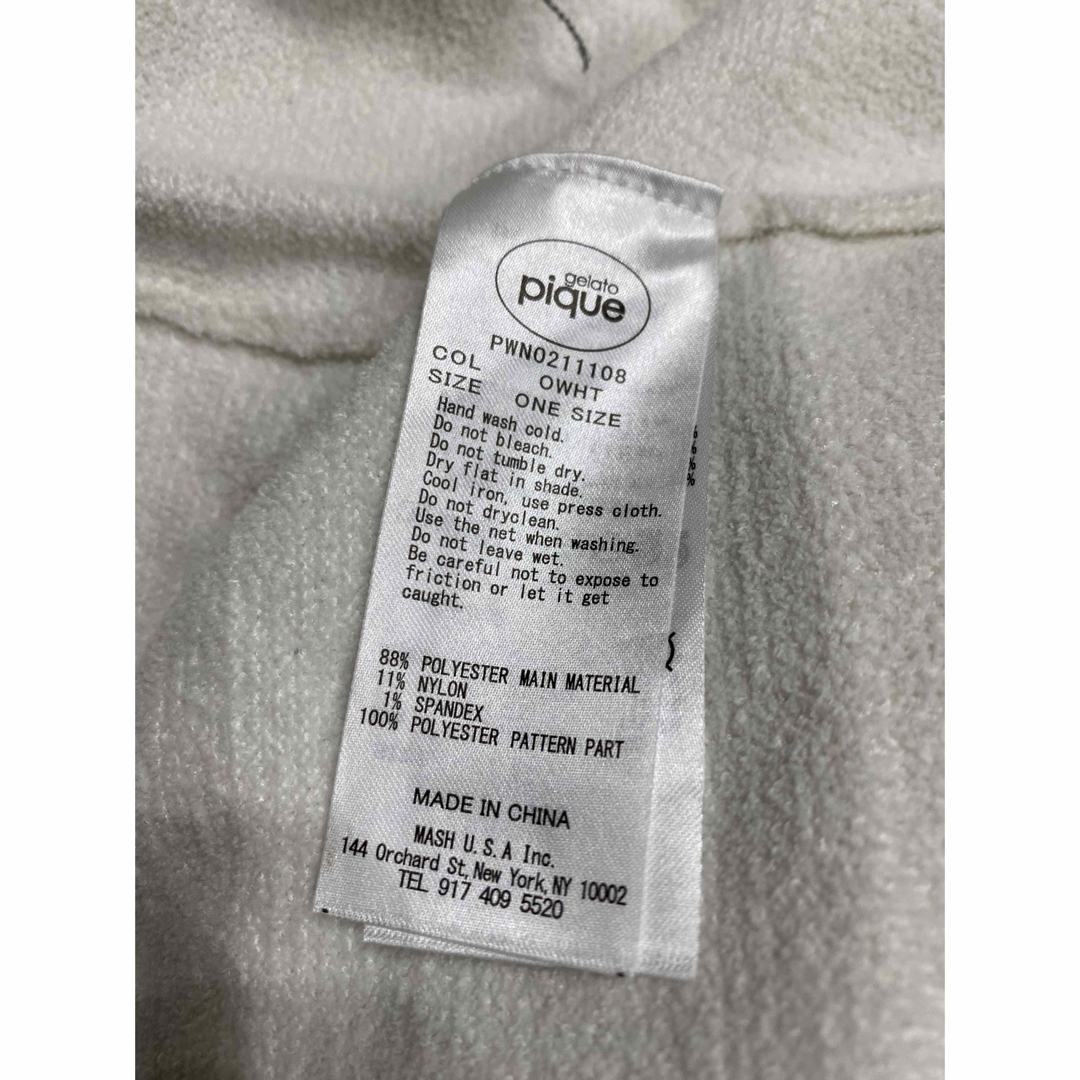 gelato
pique
PWNO211108
COL OWHT
SIZE ONE SIZE
Hand wash cold.
Do not bleach.
Do not tumble dry.
Dry flat in shade.
Cool iron, use press cloth.
Do not dryclean.
Use the net when washing.
Do not leave wet.
Be careful not to expose to
friction or let it get
caught.
88% POLYESTER MAIN MATERIAL
11% NYLON
1% SPANDEX
100% POLYESTER PATTERN PART
MADE IN CHINA
MASH U.S.A Inc.
144 Orchard St, New York, NY 10002
TEL 917 409 5520